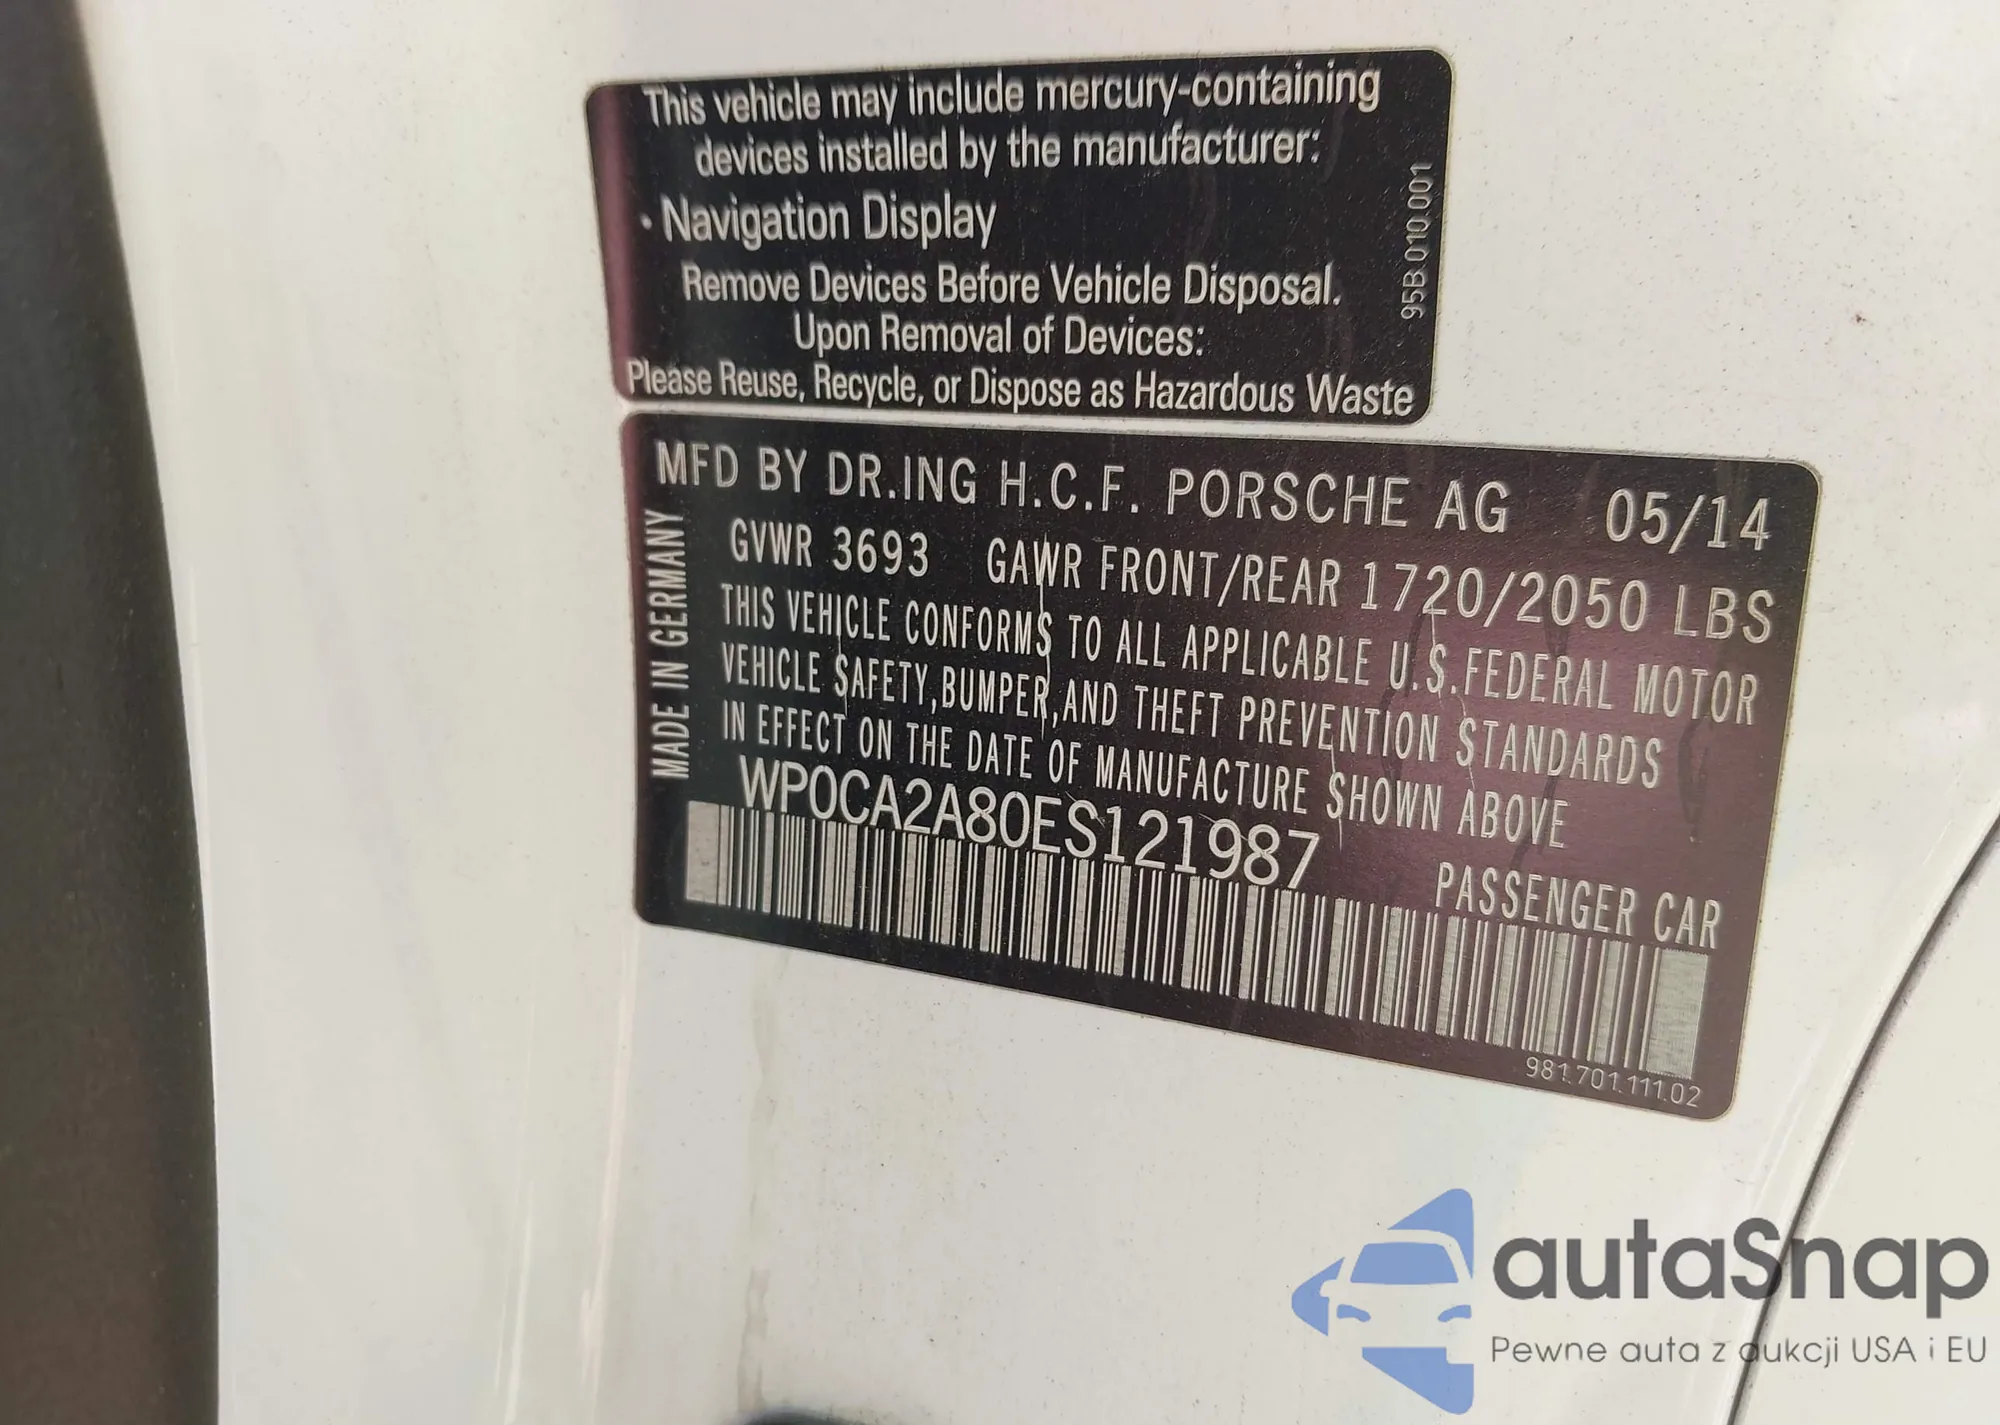 This vehicle may include mercury-containing
devices installed by the manufacturer:
· Navigation Display
Remove Devices Before Vehicle Disposal.
Upon Removal of Devices:
Please Reuse, Recycle, or Dispose as Hazardous Waste
95B.010.001
MFD BY DR.ING H.C.F. PORSCHE AG 05/14
GVWR 3693 GAWR FRONT/REAR 1720/2050 LBS
THIS VEHICLE CONFORMS TO ALL APPLICABLE U.S.FEDERAL MOTOR
VEHICLE SAFETY,BUMPER,AND THEFT PREVENTION STANDARDS
IN EFFECT ON THE DATE OF MANUFACTURE SHOWN ABOVE
MADE IN GERMANY
WP0CA2A80ES121987
PASSENGER CAR
981.701.111.02
autaSnap
Pewne auta z aukcji USA i EU